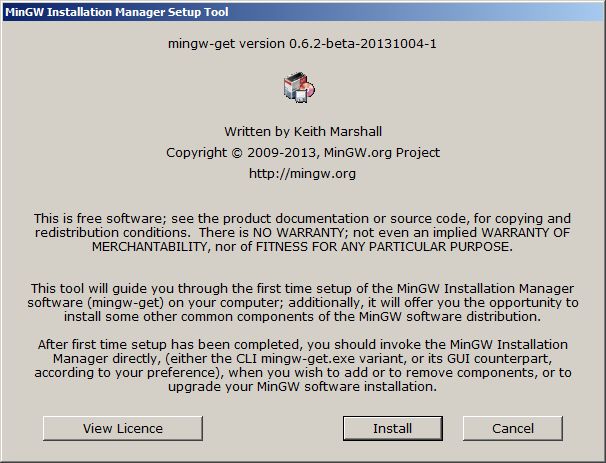 MinGW Installation Manager Setup Tool
mingw-get version 0.6.2-beta-20131004-1
Written by Keith Marshall
Copyright © 2009-2013, MinGW.org Project
http://mingw.org
This is free software; see the product documentation or source code, for copying and
redistribution conditions.  There is NO WARRANTY; not even an implied WARRANTY OF
MERCHANTABILITY, nor of FITNESS FOR ANY PARTICULAR PURPOSE.
This tool will guide you through the first time setup of the MinGW Installation Manager
software (mingw-get) on your computer; additionally, it will offer you the opportunity to
install some other common components of the MinGW software distribution.
After first time setup has been completed, you should invoke the MinGW Installation
Manager directly, (either the CLI mingw-get.exe variant, or its GUI counterpart,
according to your preference), when you wish to add or to remove components, or to
upgrade your MinGW software installation.
View Licence
Install
Cancel